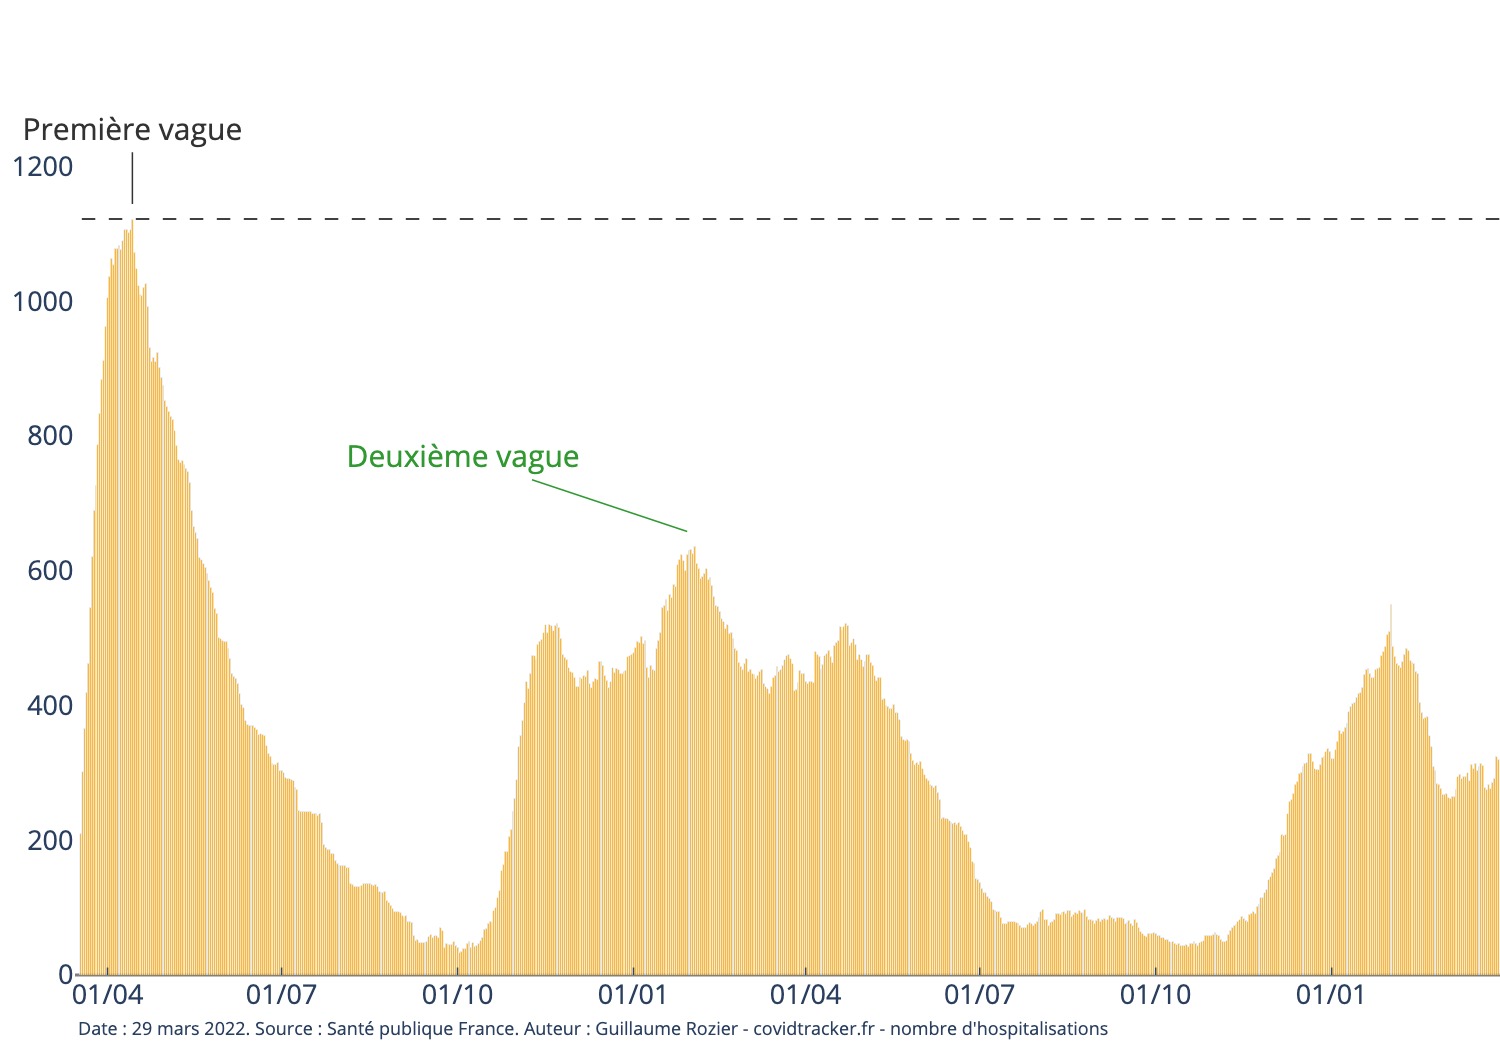 Première vague
1200
1000
800
Deuxième vague
600
400
200
0
01/04 01/07 01/10 01/01 01/04 01/07 01/10 01/01
Date : 29 mars 2022. Source : Santé publique France. Auteur : Guillaume Rozier - covidtracker.fr - nombre d'hospitalisations